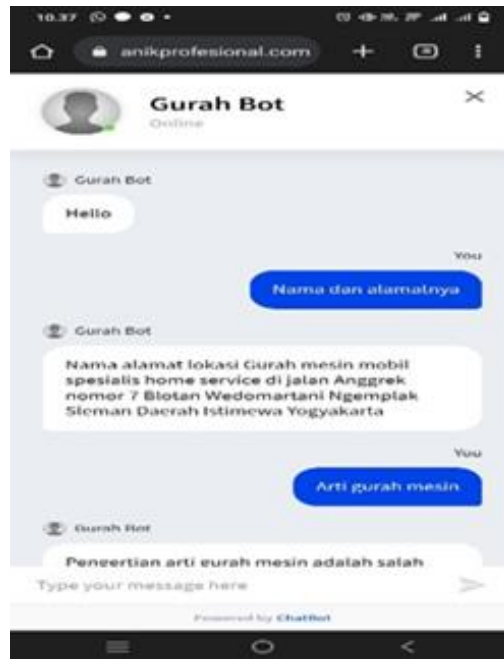 10.37
anikprofesional.com
Gurah Bot
Online
Gurah Bot
Hello
You
Nama dan alamatnya
Gurah Bot
Nama alamat lokasi Gurah mesin mobil
spesialis home service di jalan Anggrek
nomor 7 Blotan Wedomartani Ngemplak
Sleman Daerah Istimewa Yogyakarta
You
Arti gurah mesin
Gurah Bot
Pengertian arti gurah mesin adalah salah
Type your message here
Powered by ChatBot